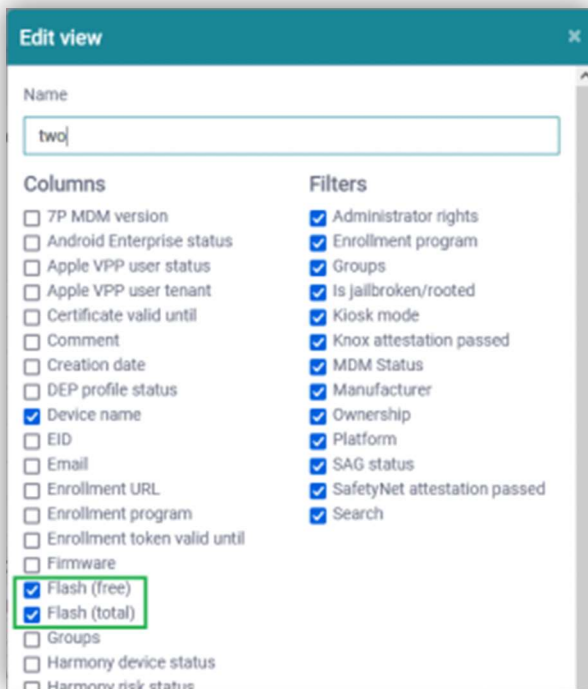 Edit view
Name
two
Columns
7P MDM version
Android Enterprise status
Apple VPP user status
Apple VPP user tenant
Certificate valid until
Comment
Creation date
DEP profile status
Device name
EID
Email
Enrollment URL
Enrollment program
Enrollment token valid until
Firmware
Flash (free)
Flash (total)
Groups
Harmony device status
Harmony risk status
Filters
Administrator rights
Enrollment program
Groups
Is jailbroken/rooted
Kiosk mode
Knox attestation passed
MDM Status
Manufacturer
Ownership
Platform
SAG status
SafetyNet attestation passed
Search